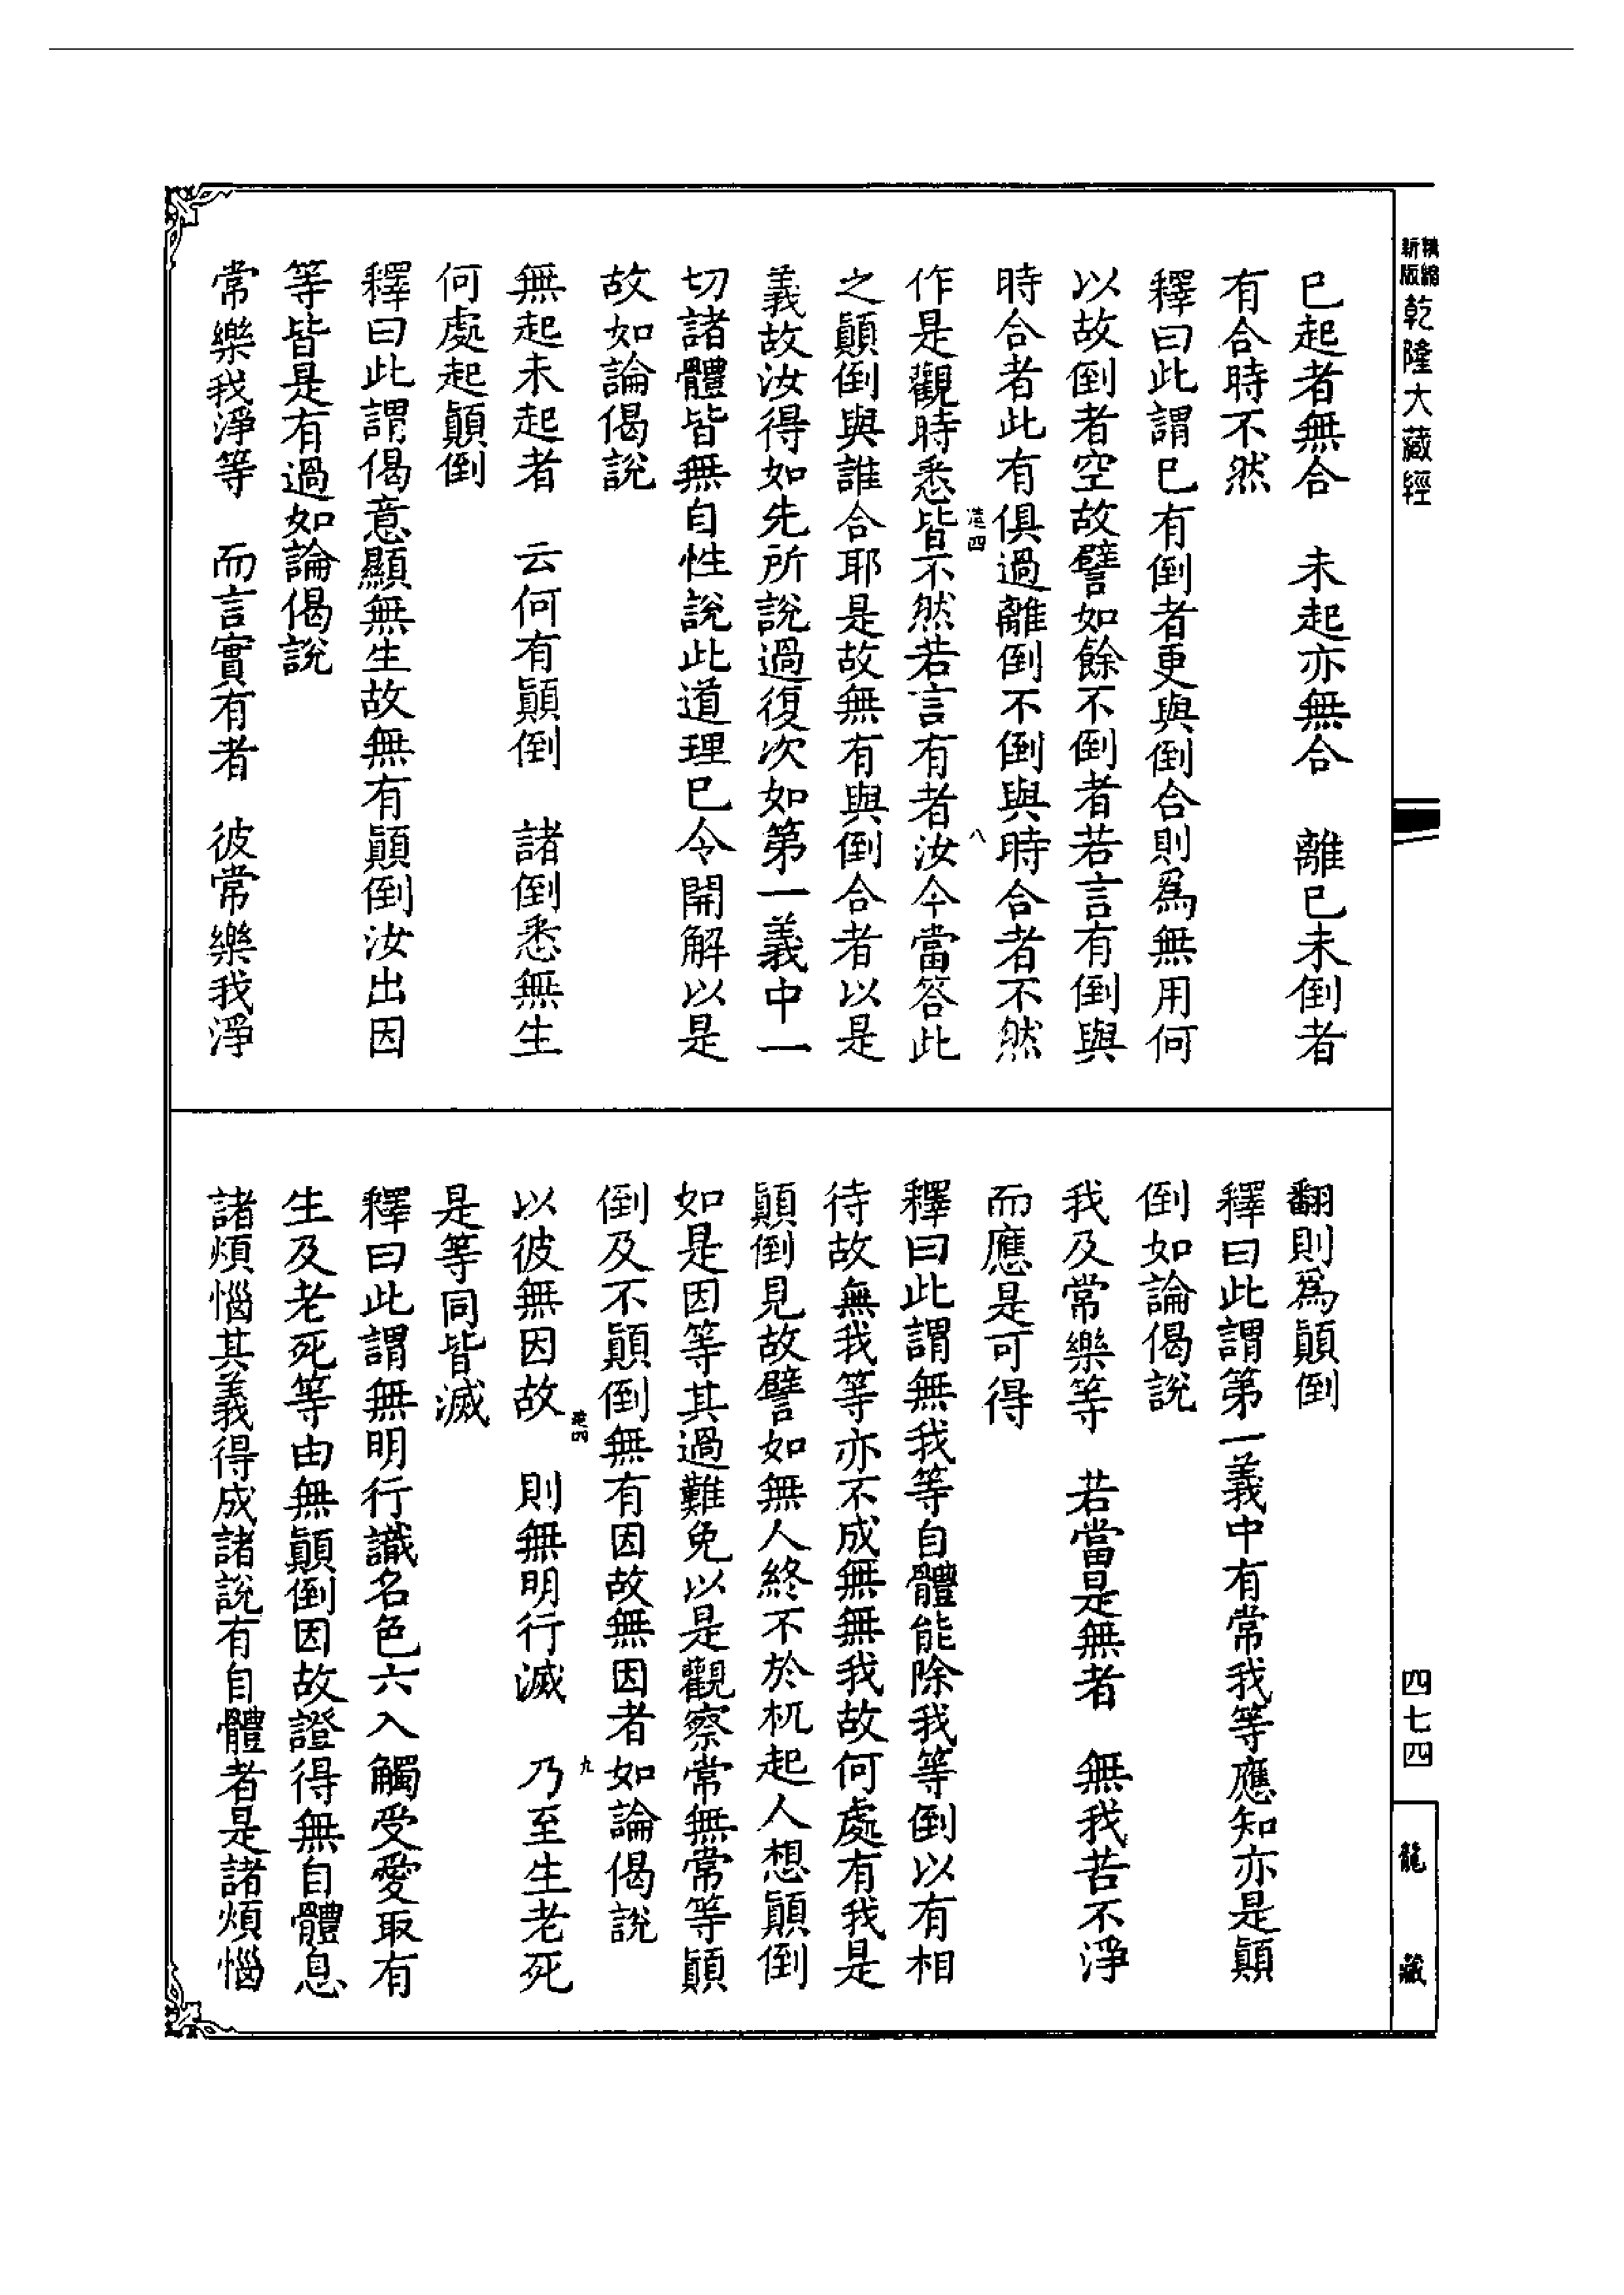 精縮新版乾隆大藏經
巳起者無合　未起亦無合　離巳未倒者
有合時不然
釋曰此謂巳有倒者更與倒合則爲無用何
以故倒者空故譬如餘不倒者若言有倒與
時合者此有俱過離倒不倒與時合者不然
作是觀時悉皆不然若言有者汝今當答此
之顛倒與誰合耶是故無有與倒合者以是
義故汝得如先所說過復次如第一義中一
切諸體皆無自性說此道理巳令開解以是
故如論偈說
無起未起者　云何有顛倒　諸倒悉無生
何處起顛倒
釋曰此謂偈意顯無生故無有顛倒汝出因
等皆是有過如論偈說
常樂我淨等　而言實有者　彼常樂我淨
翻則爲顛倒
釋曰此謂第一義中有常我等應知亦是顛
倒如論偈說
我及常樂等　若當是無者　無我苦不淨
而應是可得
釋曰此謂無我等自體能除我等倒以有相
待故無我等亦不成無無我故何處有我是
顛倒見故譬如無人終不於杌起人想顛倒
如是因等其過難免以是觀察常無常等顛
倒及不顛倒無有因故無因者如論偈說
以彼無因故　則無明行滅　乃至生老死
是等同皆滅
釋曰此謂無明行識名色六入觸受愛取有
生及老死等由無顛倒因故證得無自體息
諸煩惱其義得成諸說有自體者是諸煩惱
四七四
龍藏
八
九